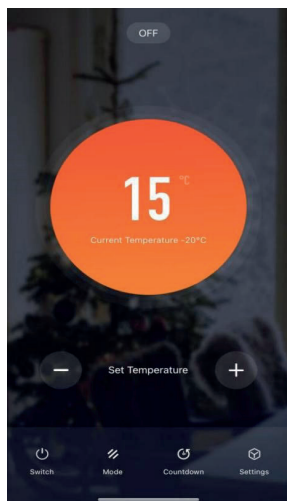 OFF
15 °C
Current Temperature -20°C
Set Temperature
Switch Mode Countdown Settings